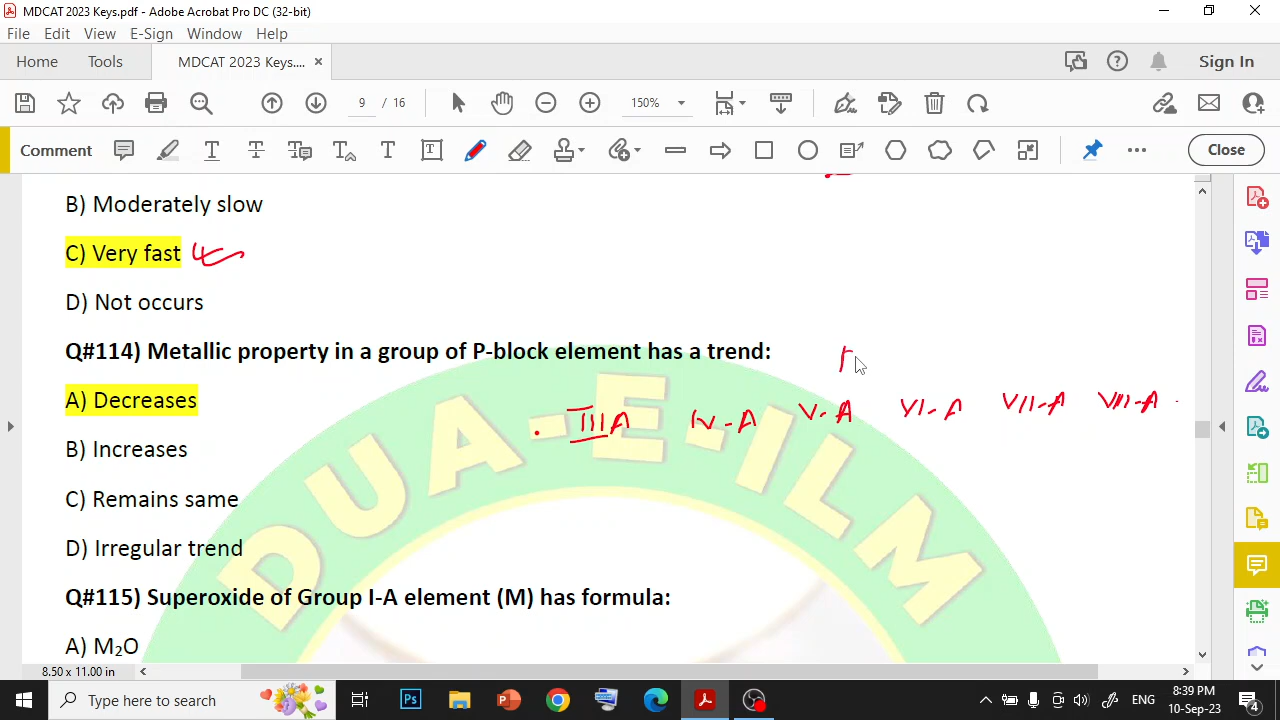 MDCAT 2023 Keys.pdf - Adobe Acrobat Pro DC (32-bit)
File Edit View E-Sign Window Help
Home Tools MDCAT 2023 Keys.... × Sign In
9 / 16 150%
Comment Close
B) Moderately slow
C) Very fast
D) Not occurs
Q#114) Metallic property in a group of P-block element has a trend:
A) Decreases
III A IV-A V-A VI-A VII-A VIII-A
B) Increases
C) Remains same
D) Irregular trend
Q#115) Superoxide of Group I-A element (M) has formula:
A) M₂O
DUA-E-ILM
8.50 x 11.00 in
Type here to search
ENG 8:39 PM
10-Sep-23 4